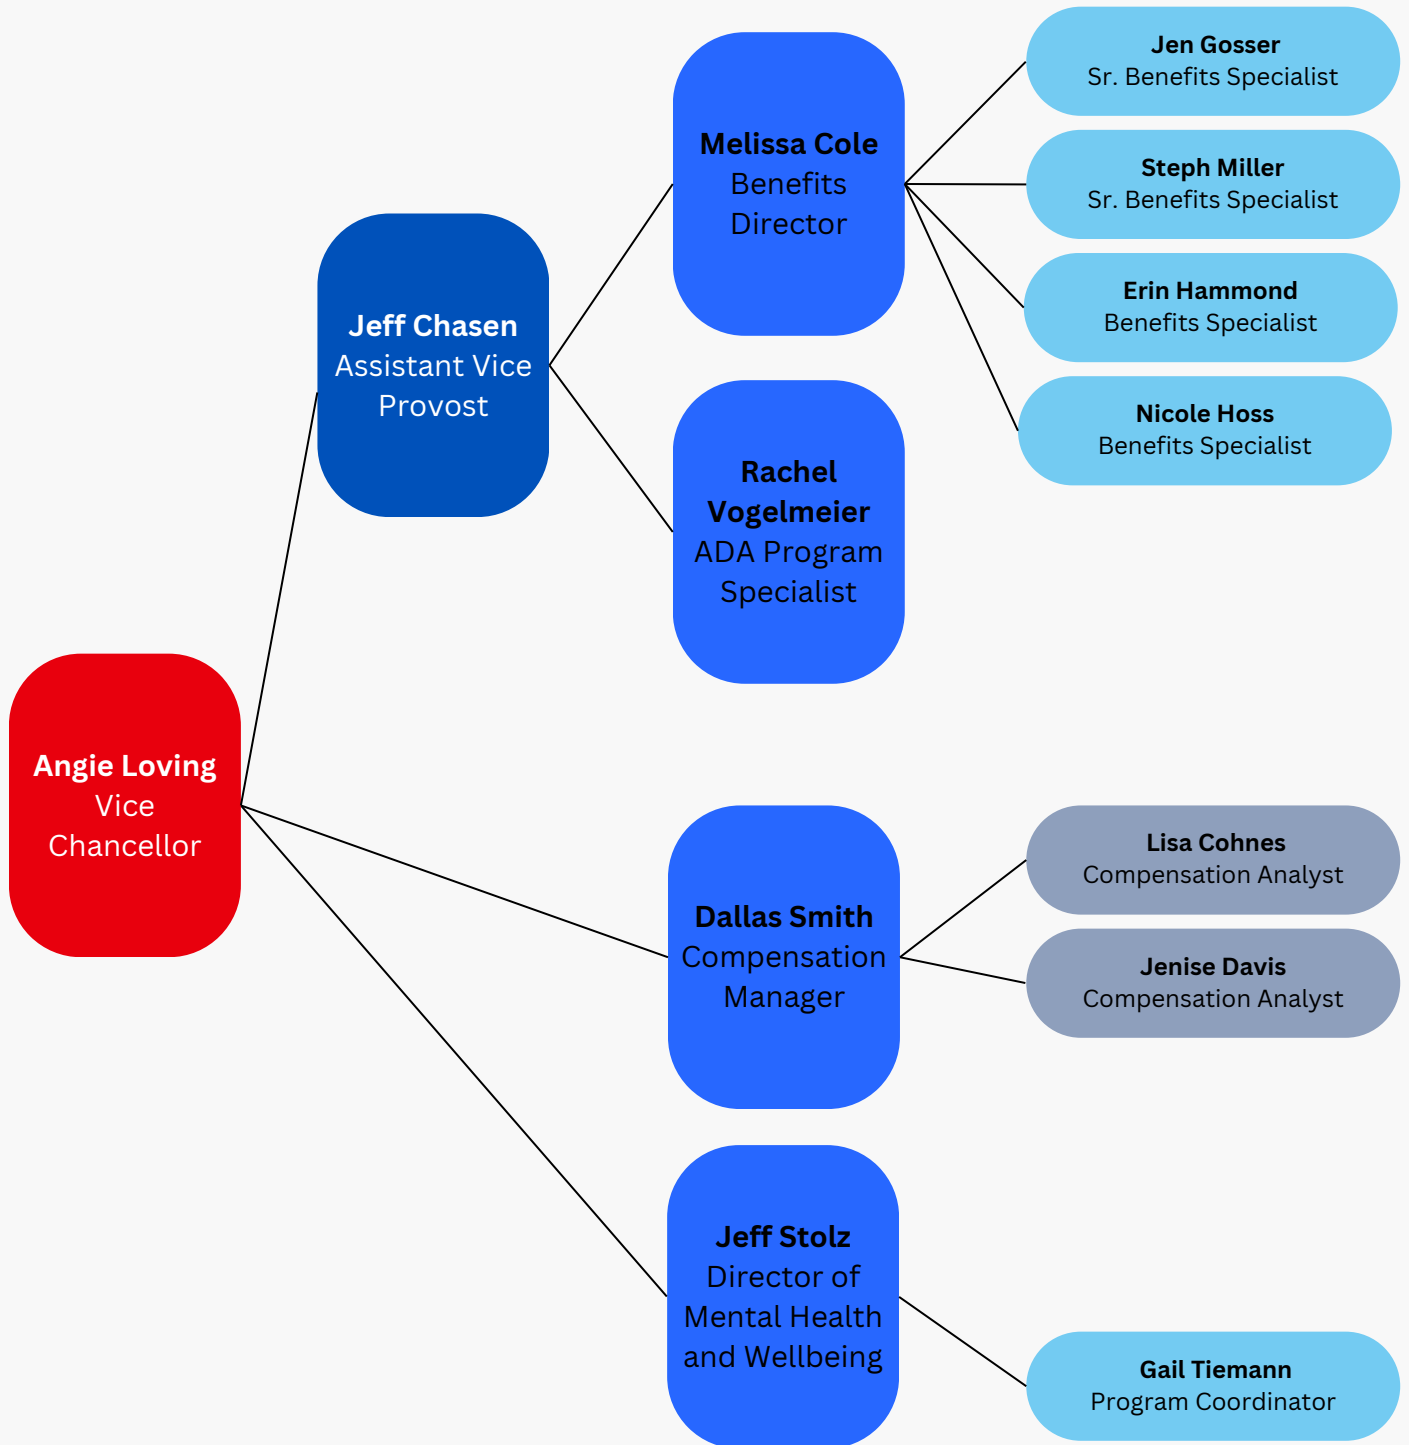 Angie Loving
Vice
Chancellor
Jeff Chasen
Assistant Vice
Provost
Melissa Cole
Benefits
Director
Jen Gosser
Sr. Benefits Specialist
Steph Miller
Sr. Benefits Specialist
Erin Hammond
Benefits Specialist
Nicole Hoss
Benefits Specialist
Rachel
Vogelmeier
ADA Program
Specialist
Dallas Smith
Compensation
Manager
Lisa Cohnes
Compensation Analyst
Jenise Davis
Compensation Analyst
Jeff Stolz
Director of
Mental Health
and Wellbeing
Gail Tiemann
Program Coordinator